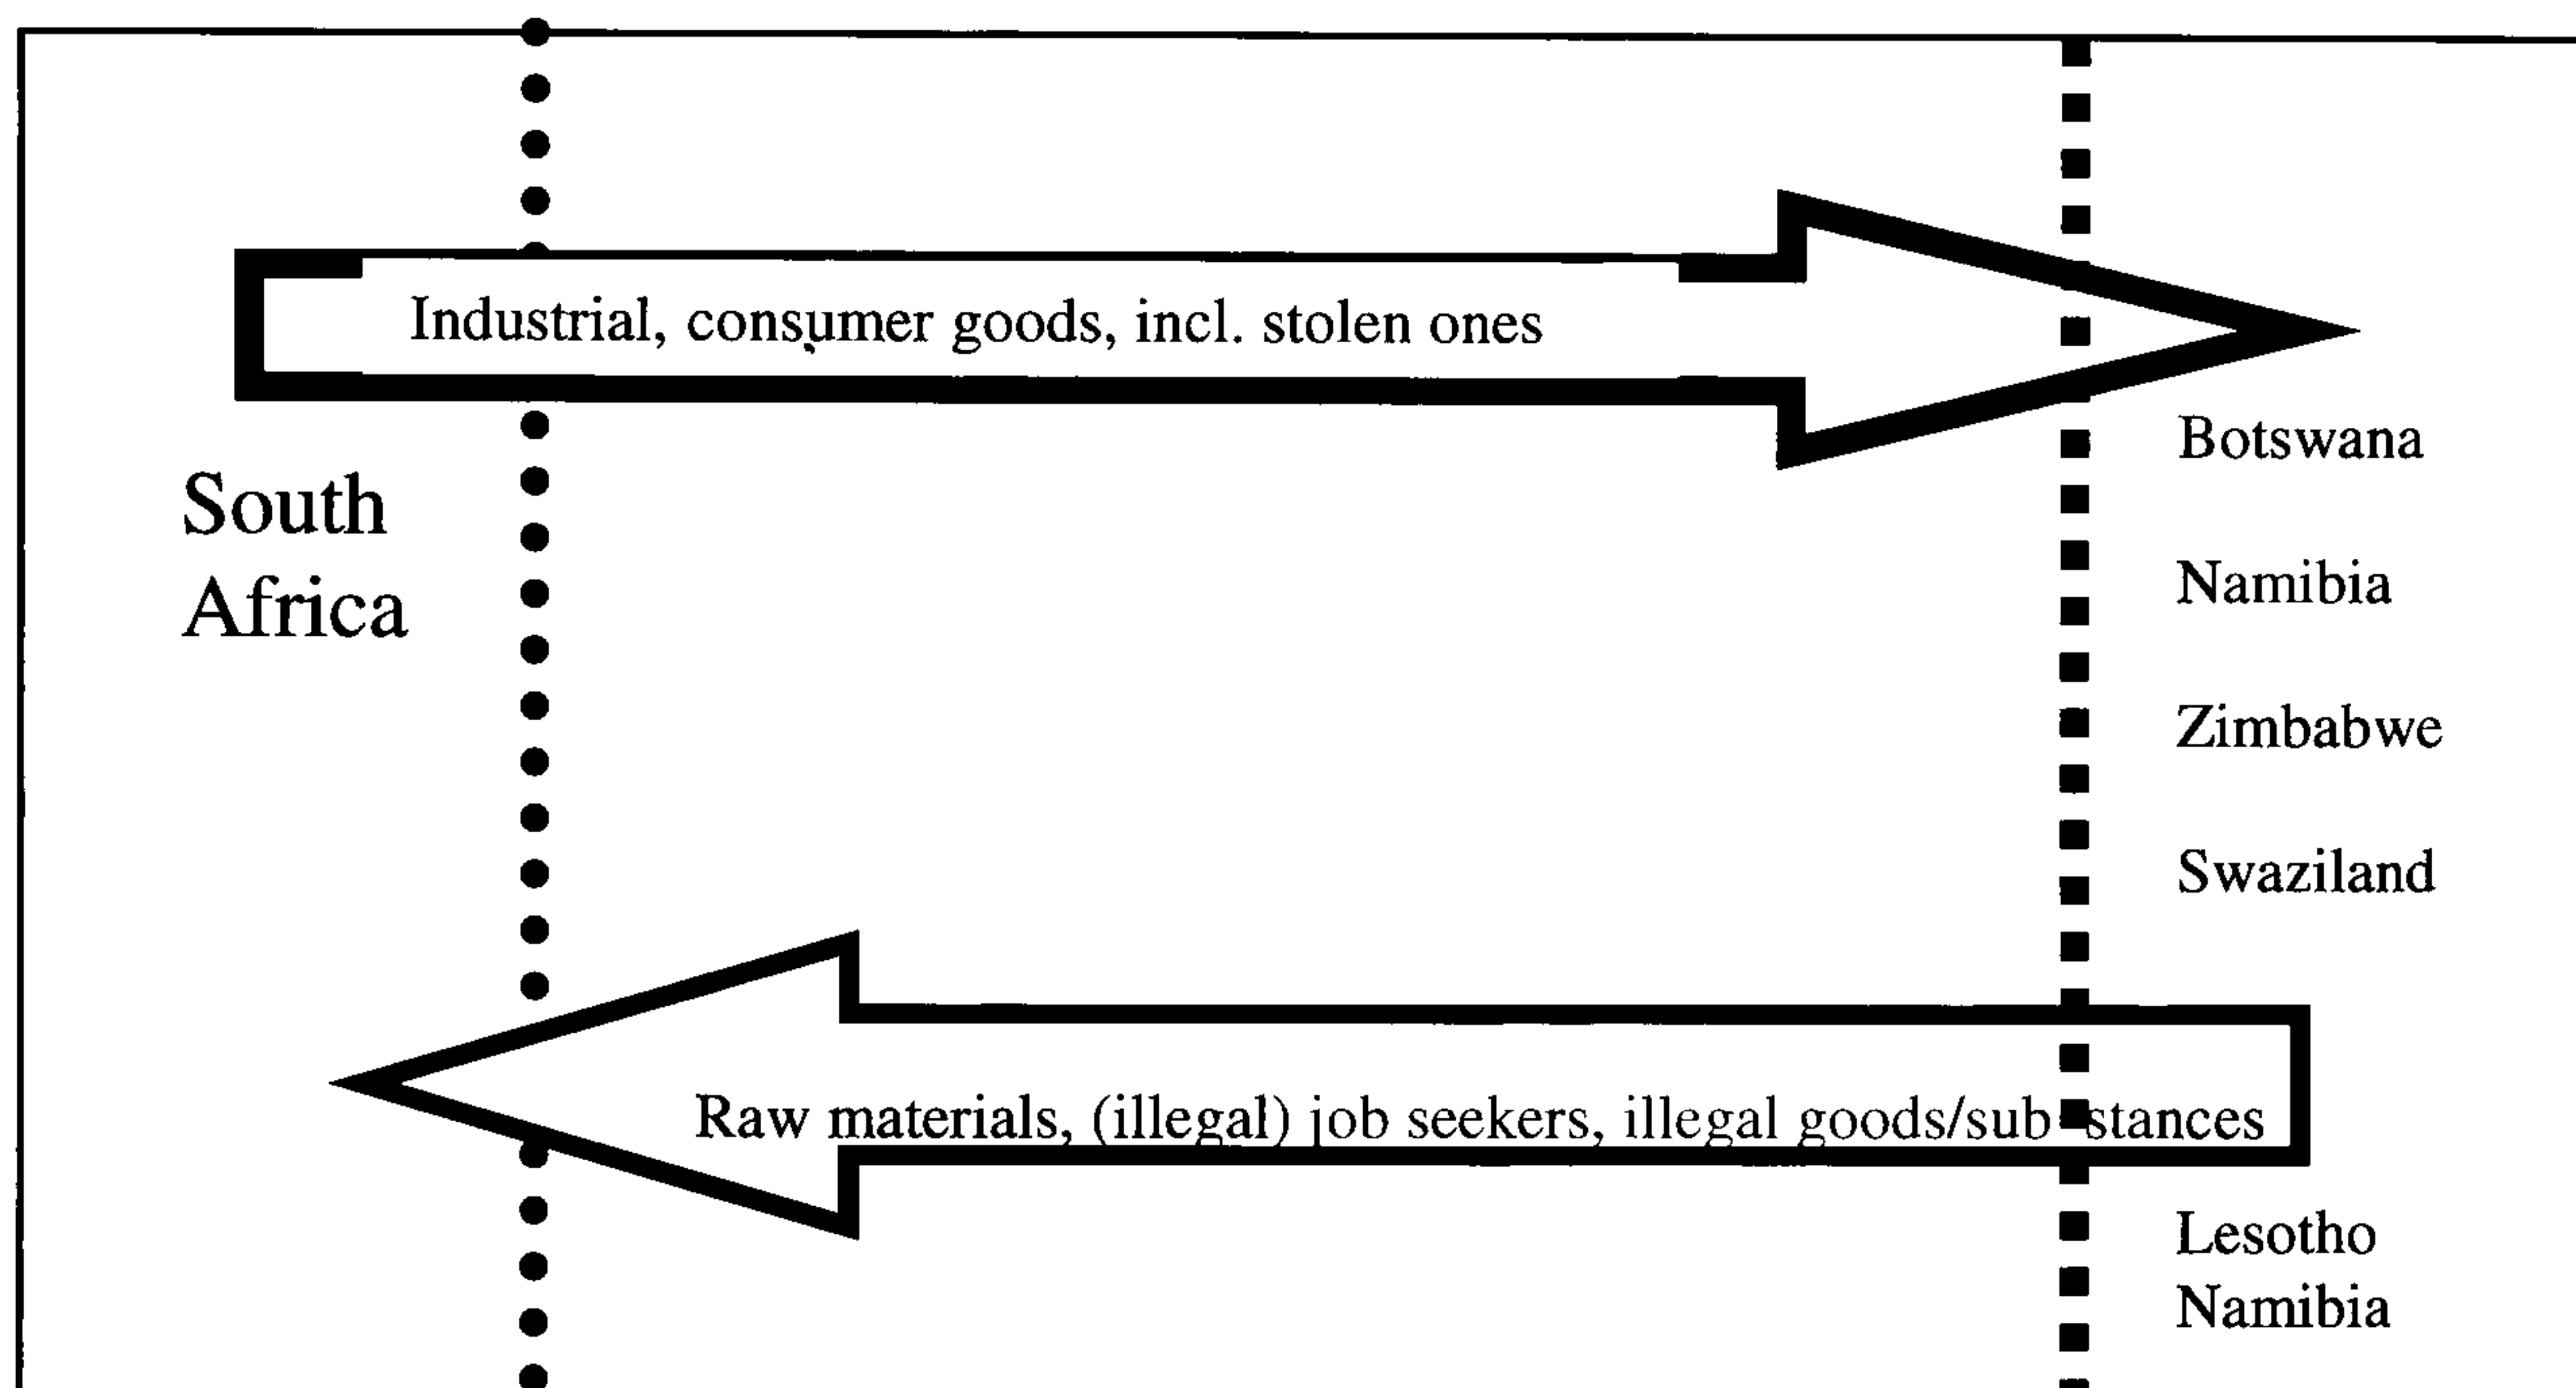 Industrial, consumer goods, incl. stolen ones
South
Africa
Botswana
Namibia
Zimbabwe
Swaziland
Raw materials, (illegal) job seekers, illegal goods/sub stances
Lesotho
Namibia